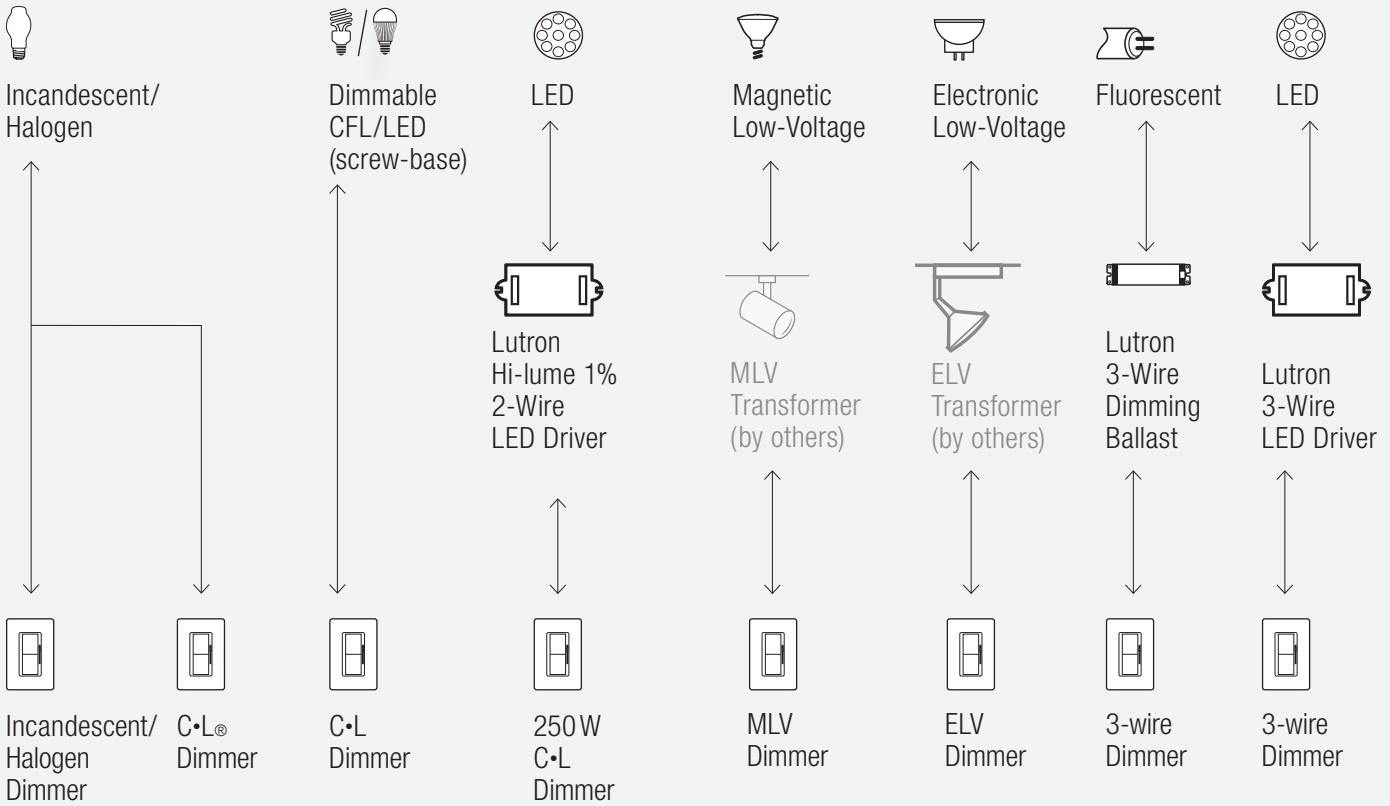 Incandescent/
Halogen
Dimmable
CFL/LED
(screw-base)
LED
Magnetic
Low-Voltage
Electronic
Low-Voltage
Fluorescent
LED
Lutron
Hi-lume 1%
2-Wire
LED Driver
MLV
Transformer
(by others)
ELV
Transformer
(by others)
Lutron
3-Wire
Dimming
Ballast
Lutron
3-Wire
LED Driver
Incandescent/
Halogen
Dimmer
C•L®
Dimmer
C•L
Dimmer
250 W
C•L
Dimmer
MLV
Dimmer
ELV
Dimmer
3-wire
Dimmer
3-wire
Dimmer